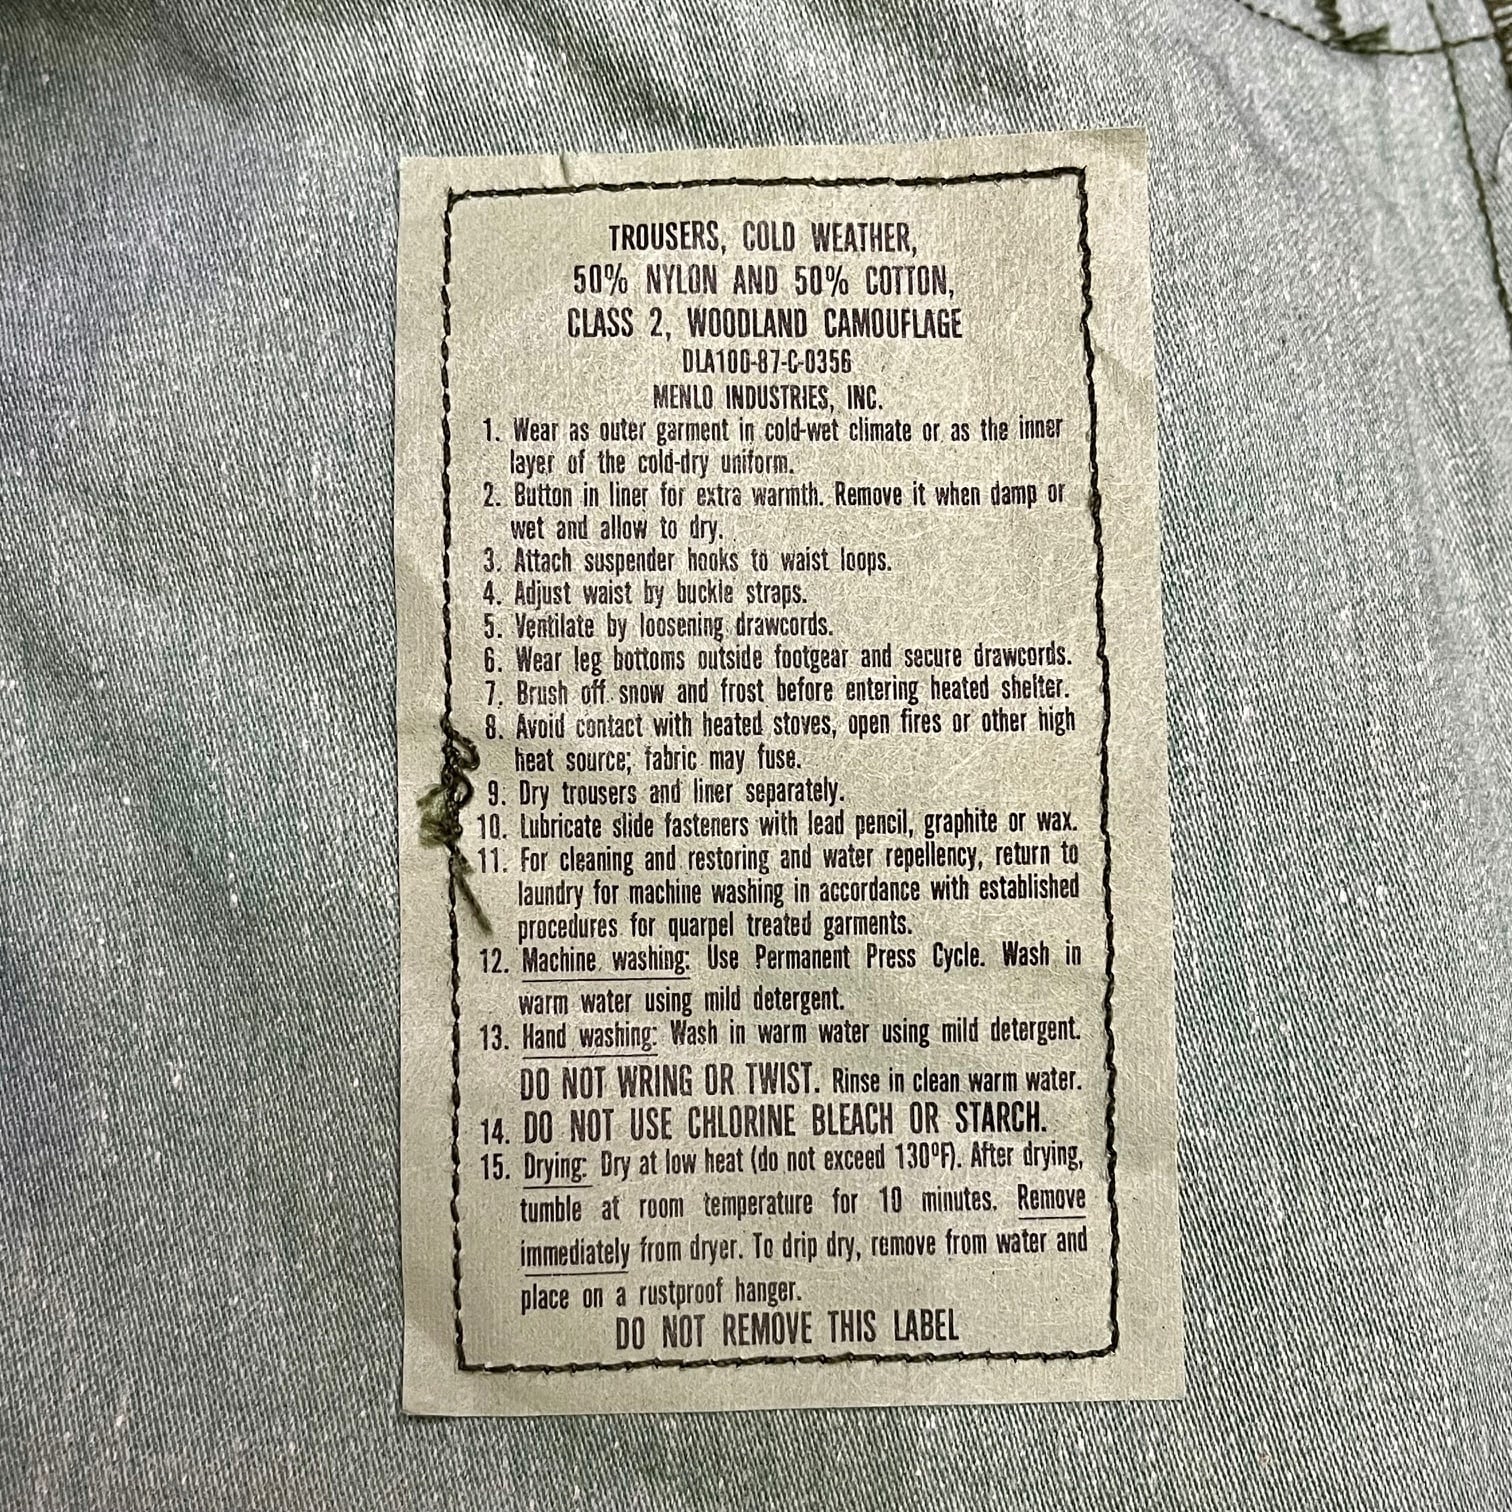 TROUSERS, COLD WEATHER,
50% NYLON AND 50% COTTON,
CLASS 2, WOODLAND CAMOUFLAGE
DLA100-87-C-0356
MENLO INDUSTRIES, INC.
1. Wear as outer garment in cold-wet climate or as the inner
layer of the cold-dry uniform.
2. Button in liner for extra warmth. Remove it when damp or
wet and allow to dry.
3. Attach suspender hooks to waist loops.
4. Adjust waist by buckle straps.
5. Ventilate by loosening drawcords.
6. Wear leg bottoms outside footgear and secure drawcords.
7. Brush off snow and frost before entering heated shelter.
8. Avoid contact with heated stoves, open fires or other high
heat source; fabric may fuse.
9. Dry trousers and liner separately.
10. Lubricate slide fasteners with lead pencil, graphite or wax.
11. For cleaning and restoring and water repellency, return to
laundry for machine washing in accordance with established
procedures for quarpel treated garments.
12. Machine washing: Use Permanent Press Cycle. Wash in
warm water using mild detergent.
13. Hand washing: Wash in warm water using mild detergent.
DO NOT WRING OR TWIST. Rinse in clean warm water.
14. DO NOT USE CHLORINE BLEACH OR STARCH.
15. Drying: Dry at low heat (do not exceed 130ºF). After drying,
tumble at room temperature for 10 minutes. Remove
immediately from dryer. To drip dry, remove from water and
place on a rustproof hanger.
DO NOT REMOVE THIS LABEL